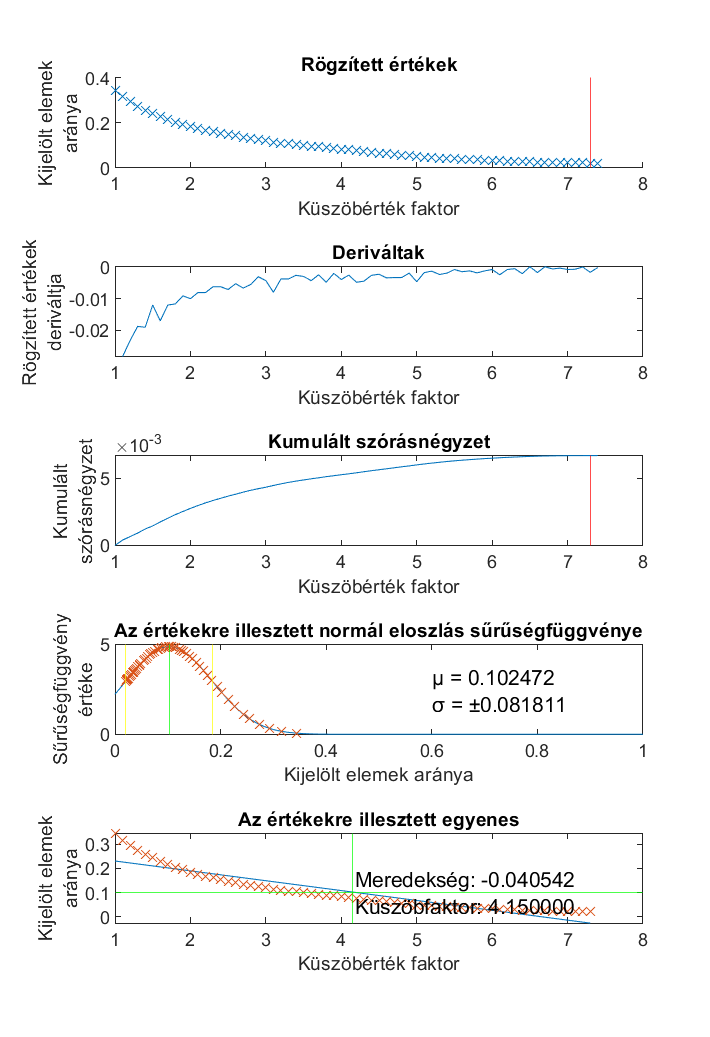 Rögzített értékek
Kijelölt elemek
aránya
0.4
0.2
0
1 2 3 4 5 6 7 8
Küszöbérték faktor
Deriváltak
Rögzített értékek
deriváltja
0
-0.01
-0.02
1 2 3 4 5 6 7 8
Küszöbérték faktor
Kumulált szórásnégyzet
×10-3
Kumulált
szórásnégyzet
5
0
1 2 3 4 5 6 7 8
Küszöbérték faktor
Az értékekre illesztett normál eloszlás sűrűségfüggvénye
Sűrűségfüggvény
értéke
5
0
μ = 0.102472
σ = ±0.081811
0 0.2 0.4 0.6 0.8 1
Kijelölt elemek aránya
Az értékekre illesztett egyenes
Kijelölt elemek
aránya
0.3
0.2
0.1
0
Meredekség: -0.040542
Küszöbfaktor: 4.150000
1 2 3 4 5 6 7 8
Küszöbérték faktor